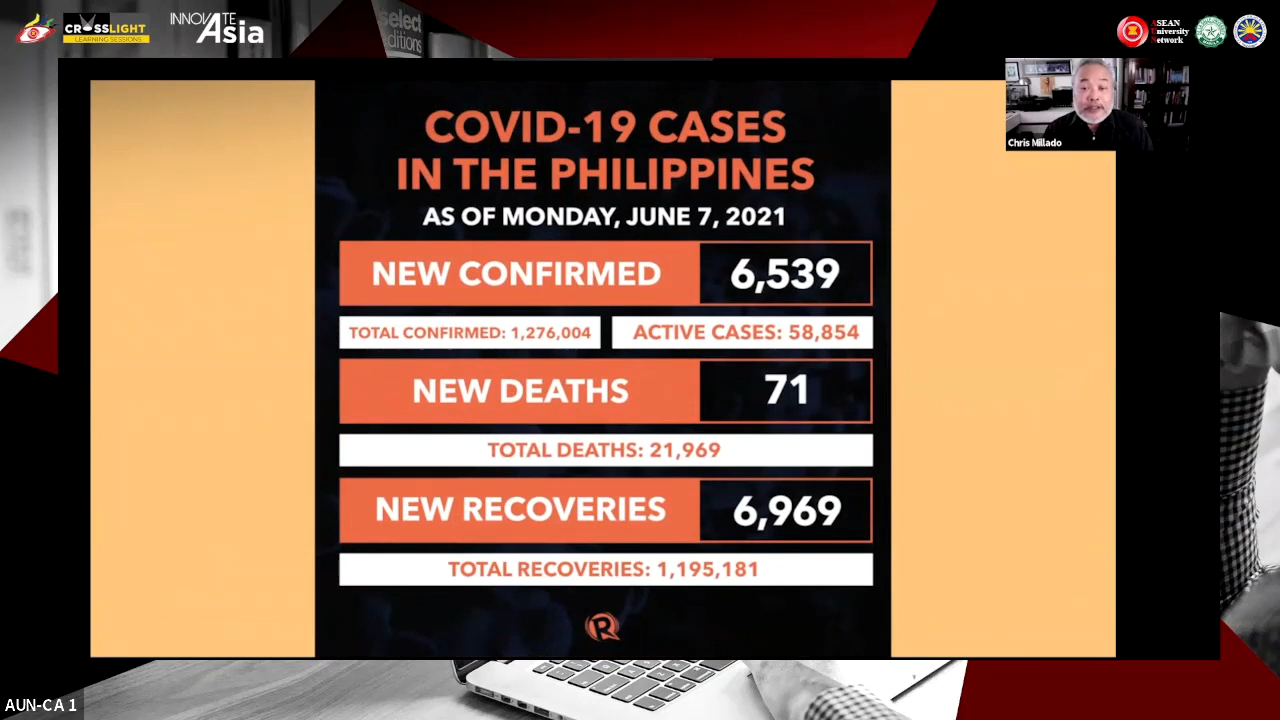 CROSSLIGHT
LEARNING SESSIONS
INNOVATE
Asia
select
editions
ASEAN
University
Network
Chris Millado
COVID-19 CASES
IN THE PHILIPPINES
AS OF MONDAY, JUNE 7, 2021
NEW CONFIRMED 6,539
TOTAL CONFIRMED: 1,276,004 ACTIVE CASES: 58,854
NEW DEATHS 71
TOTAL DEATHS: 21,969
NEW RECOVERIES 6,969
TOTAL RECOVERIES: 1,195,181
R
AUN-CA 1